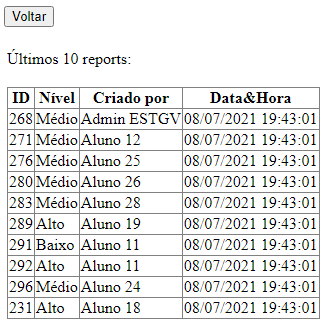 Voltar
Últimos 10 reports:
ID Nível Criado por Data&Hora
268 Médio Admin ESTGV 08/07/2021 19:43:01
271 Médio Aluno 12 08/07/2021 19:43:01
276 Médio Aluno 25 08/07/2021 19:43:01
280 Médio Aluno 26 08/07/2021 19:43:01
283 Médio Aluno 28 08/07/2021 19:43:01
289 Alto Aluno 19 08/07/2021 19:43:01
291 Baixo Aluno 11 08/07/2021 19:43:01
292 Alto Aluno 11 08/07/2021 19:43:01
296 Médio Aluno 24 08/07/2021 19:43:01
231 Alto Aluno 18 08/07/2021 19:43:01